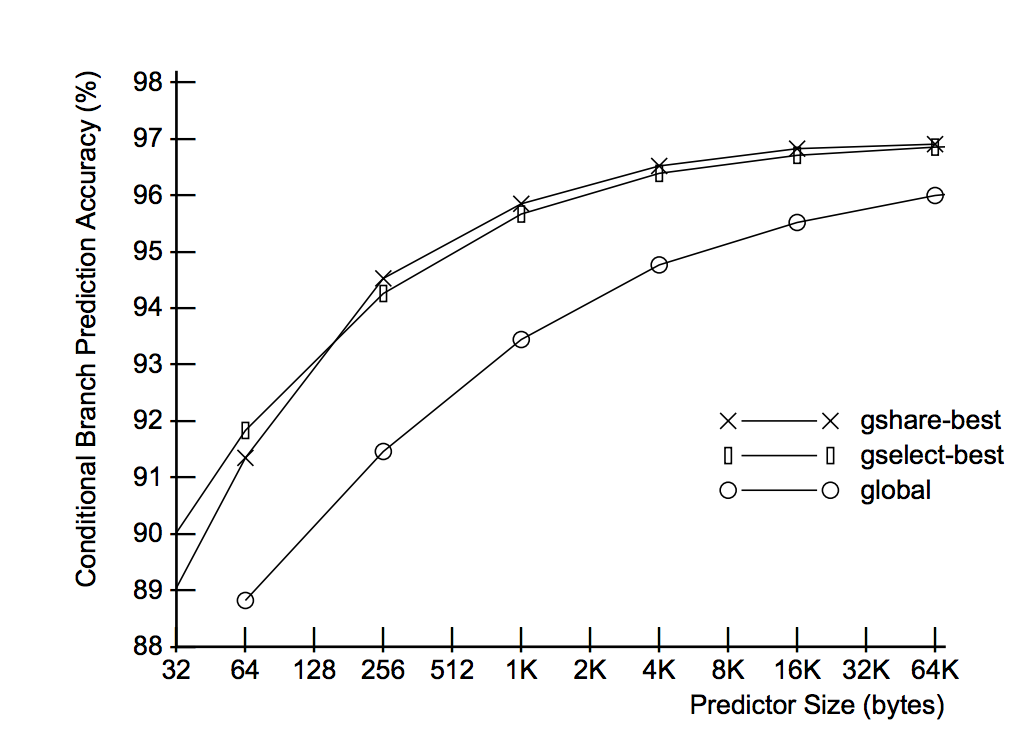 Conditional Branch Prediction Accuracy (%)
98
97
96
95
94
93
92
91
90
89
88
32 64 128 256 512 1K 2K 4K 8K 16K 32K 64K
Predictor Size (bytes)
gshare-best
gselect-best
global